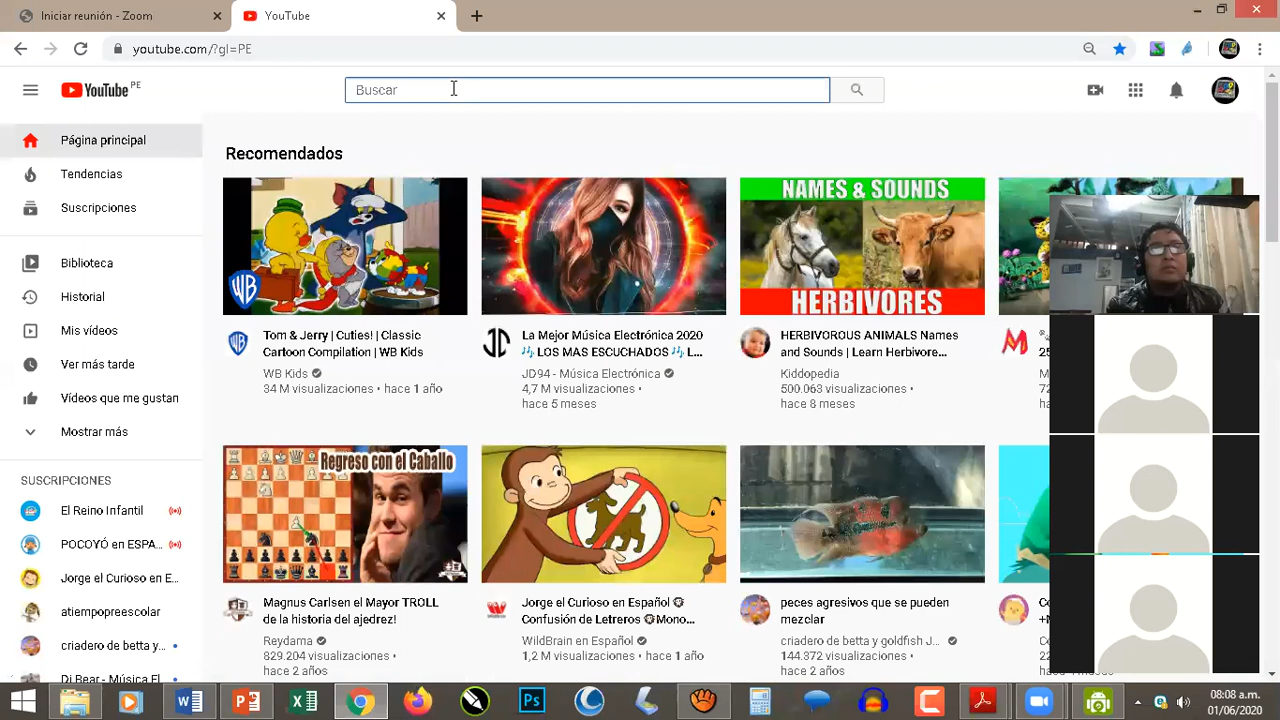 Iniciar reunión - Zoom
YouTube
youtube.com/?gl=PE
YouTube PE
Buscar
Página principal
Tendencias
Suscripciones
Biblioteca
Historial
Mis vídeos
Ver más tarde
Vídeos que me gustan
Mostrar más
SUSCRIPCIONES
El Reino Infantil
POCOYÓ en ESPA...
Jorge el Curioso en E...
atiempopreescolar
criadero de betta y...
Dj Bear - Música El
Recomendados
WB
Tom & Jerry | Cuties! | Classic
Cartoon Compilation | WB Kids
WB Kids
34 M visualizaciones • hace 1 año
La Mejor Música Electrónica 2020
🎶 LOS MAS ESCUCHADOS 🎶 L...
JD94 - Música Electrónica
4,7 M visualizaciones •
hace 5 meses
NAMES & SOUNDS
HERBIVORES
HERBIVOROUS ANIMALS Names
and Sounds | Learn Herbivore...
Kiddopedia
500.063 visualizaciones •
hace 8 meses
Regreso con el Caballo
Magnus Carlsen el Mayor TROLL
de la historia del ajedrez!
Reydama
829.204 visualizaciones •
hace 2 años
Jorge el Curioso en Español
Confusión de Letreros Mono...
WildBrain en Español
1,2 M visualizaciones • hace 1 año
peces agresivos que se pueden
mezclar
criadero de betta y goldfish J...
144.372 visualizaciones •
hace 2 años
08:08 a.m.
01/06/2020